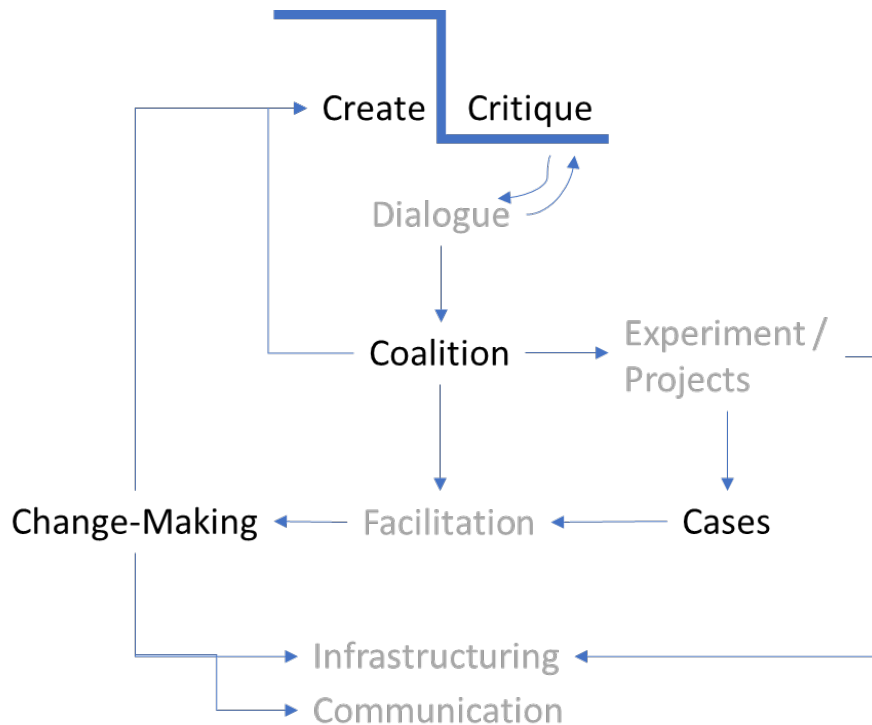 Create Critique
Dialogue
Coalition
Experiment /
Projects
Change-Making
Facilitation
Cases
Infrastructuring
Communication